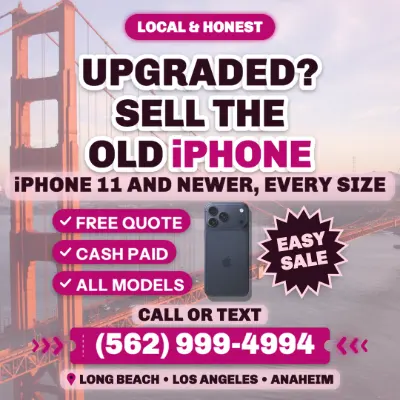 LOCAL & HONEST
UPGRADED?
SELL THE
OLD iPHONE
iPHONE 11 AND NEWER, EVERY SIZE
FREE QUOTE
CASH PAID
ALL MODELS
EASY
SALE
CALL OR TEXT
(562) 999-4994
LONG BEACH • LOS ANGELES • ANAHEIM